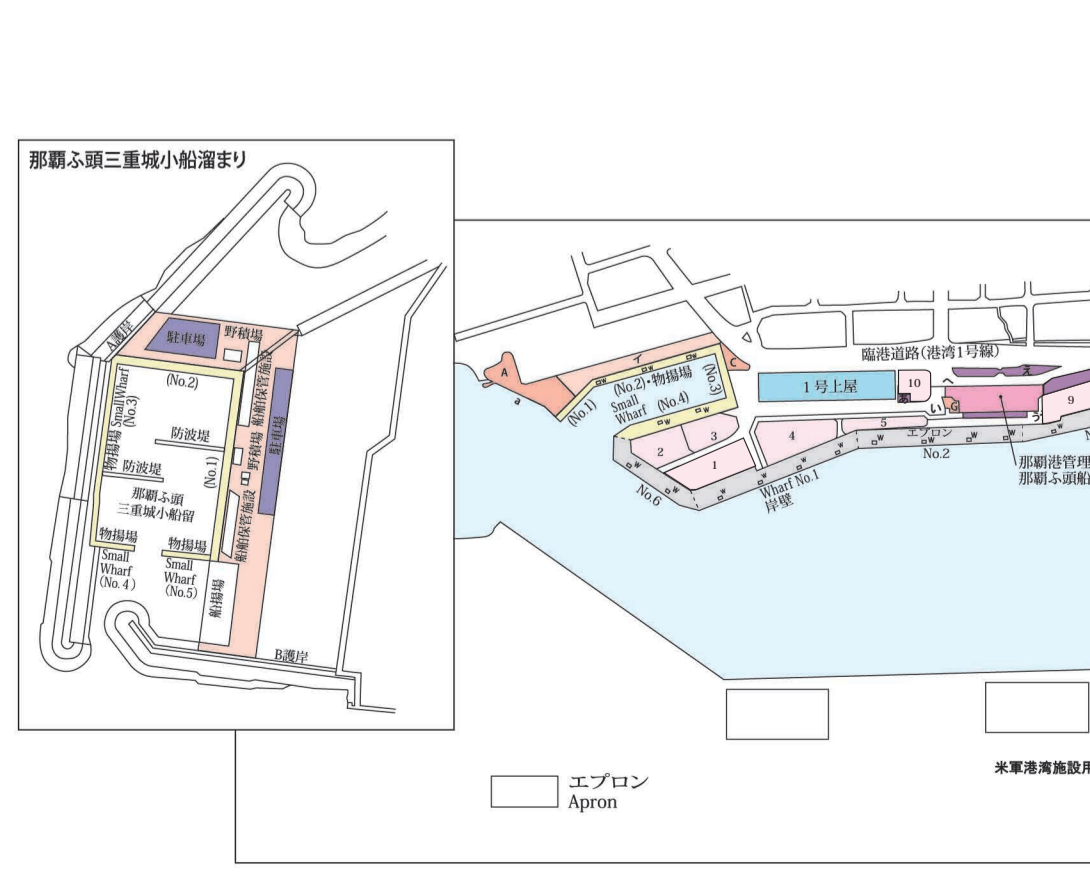 那覇ふ頭三重城小船溜まり
A護岸
駐車場
野積場
(No.2)
物揚場 SmallWharf
(No.3)
船舶保管施設
駐車場
防波堤
野積場
防波堤
(No.1)
那覇ふ頭
三重城小船留
船舶保管施設
物揚場
Small
Wharf
(No.4)
物揚場
Small
Wharf
(No.5)
船揚場
B護岸
A
a
イ
C
(No.1)
(No.2)・物揚場
Small
Wharf (No.4)
(No.3)
W
W
W
W
W
2
3
1
4
5
W
W
W
W
W
W
W
W
W
No.6
Wharf No.1
岸壁
臨港道路(港湾1号線)
1号上屋
10
あ
へ
い
G
え
う
9
エプロン
No.2
那覇港管理
那覇ふ頭船
米軍港湾施設用
エプロン
Apron